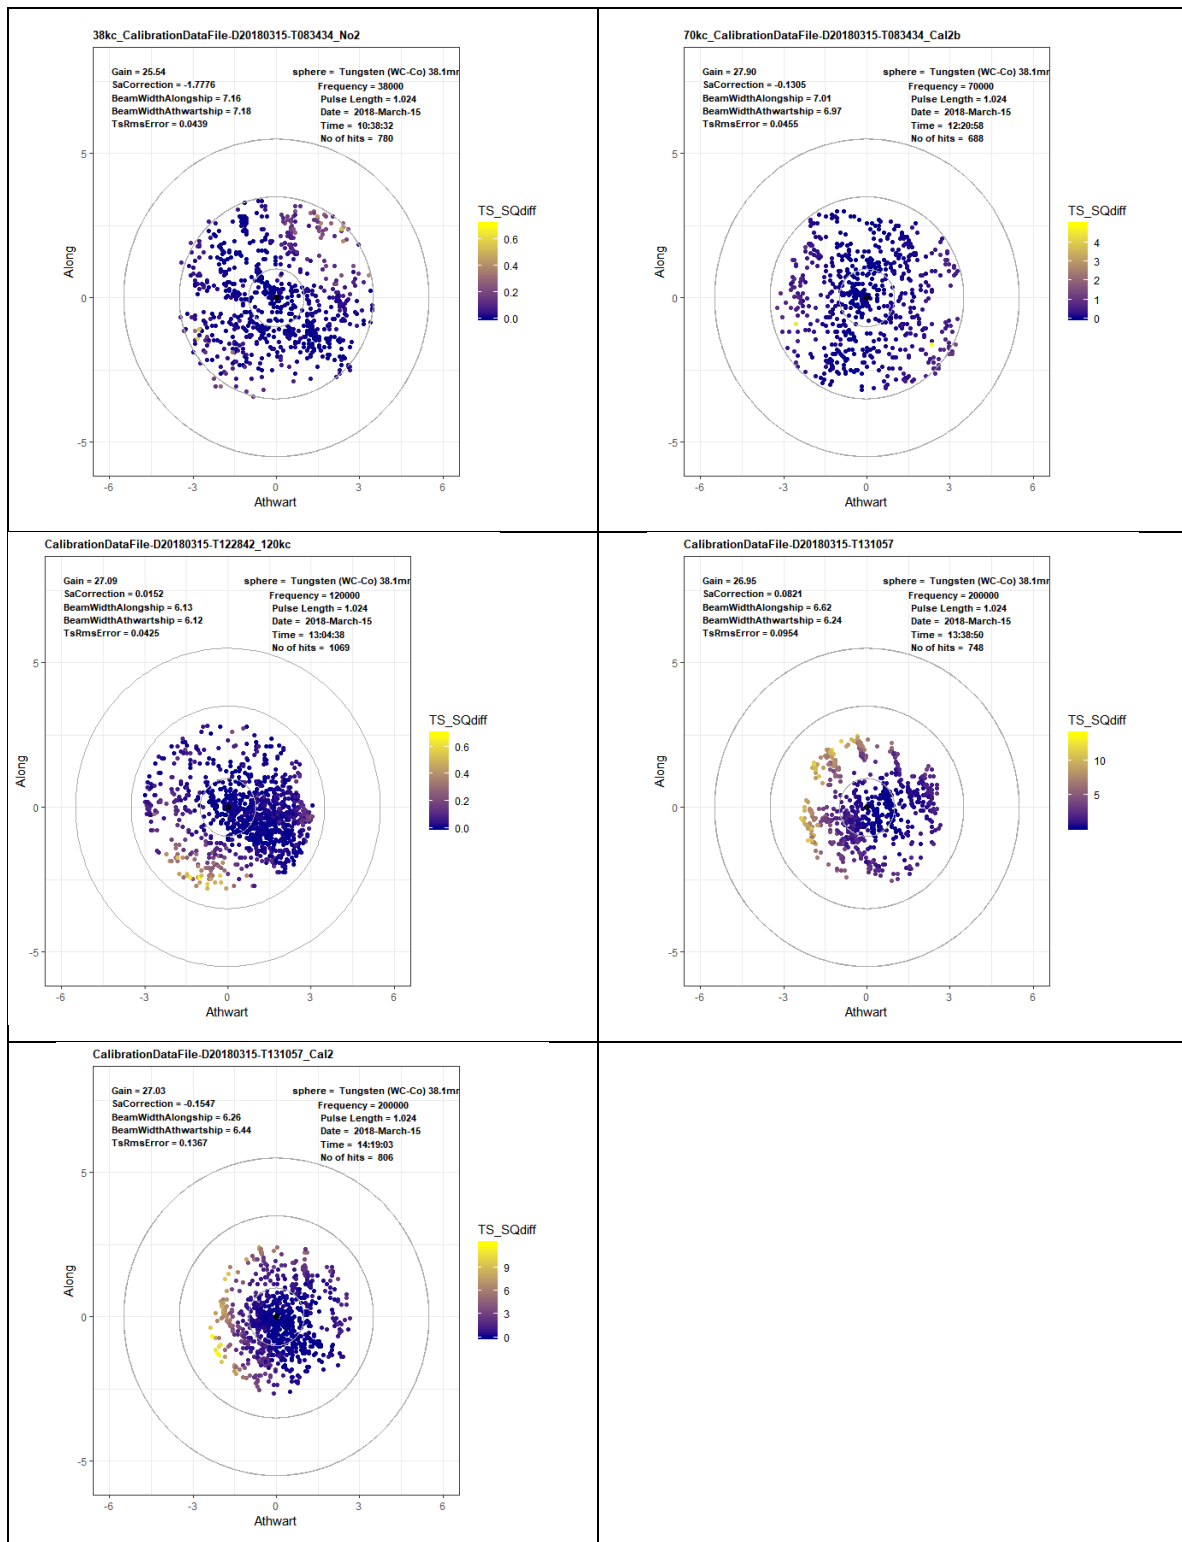 38kc_CalibrationDataFile-D20180315-T083434_No2
Gain = 25.54
SaCorrection = -1.7776
BeamWidthAlongship = 7.16
BeamWidthAthwartship = 7.18
TsRmsError = 0.0439
sphere = Tungsten (WC-Co) 38.1mr
Frequency = 38000
Pulse Length = 1.024
Date = 2018-March-15
Time = 10:38:32
No of hits = 780
5
0
-5
Along
-6 -3 0 3 6
Athwart
TS_SQdiff
0.6
0.4
0.2
0.0
70kc_CalibrationDataFile-D20180315-T083434_Cal2b
Gain = 27.90
SaCorrection = -0.1305
BeamWidthAlongship = 7.01
BeamWidthAthwartship = 6.97
TsRmsError = 0.0455
sphere = Tungsten (WC-Co) 38.1mr
Frequency = 70000
Pulse Length = 1.024
Date = 2018-March-15
Time = 12:20:58
No of hits = 688
5
0
-5
Along
-6 -3 0 3 6
Athwart
TS_SQdiff
4
3
2
1
0
CalibrationDataFile-D20180315-T122842_120kc
Gain = 27.09
SaCorrection = 0.0152
BeamWidthAlongship = 6.13
BeamWidthAthwartship = 6.12
TsRmsError = 0.0425
sphere = Tungsten (WC-Co) 38.1mr
Frequency = 120000
Pulse Length = 1.024
Date = 2018-March-15
Time = 13:04:38
No of hits = 1069
5
0
-5
Along
-6 -3 0 3 6
Athwart
TS_SQdiff
0.6
0.4
0.2
0.0
CalibrationDataFile-D20180315-T131057
Gain = 26.95
SaCorrection = 0.0821
BeamWidthAlongship = 6.62
BeamWidthAthwartship = 6.24
TsRmsError = 0.0954
sphere = Tungsten (WC-Co) 38.1mr
Frequency = 200000
Pulse Length = 1.024
Date = 2018-March-15
Time = 13:38:50
No of hits = 748
5
0
-5
Along
-6 -3 0 3 6
Athwart
TS_SQdiff
10
5
CalibrationDataFile-D20180315-T131057_Cal2
Gain = 27.03
SaCorrection = -0.1547
BeamWidthAlongship = 6.26
BeamWidthAthwartship = 6.44
TsRmsError = 0.1367
sphere = Tungsten (WC-Co) 38.1mr
Frequency = 200000
Pulse Length = 1.024
Date = 2018-March-15
Time = 14:19:03
No of hits = 806
5
0
-5
Along
-6 -3 0 3 6
Athwart
TS_SQdiff
9
6
3
0